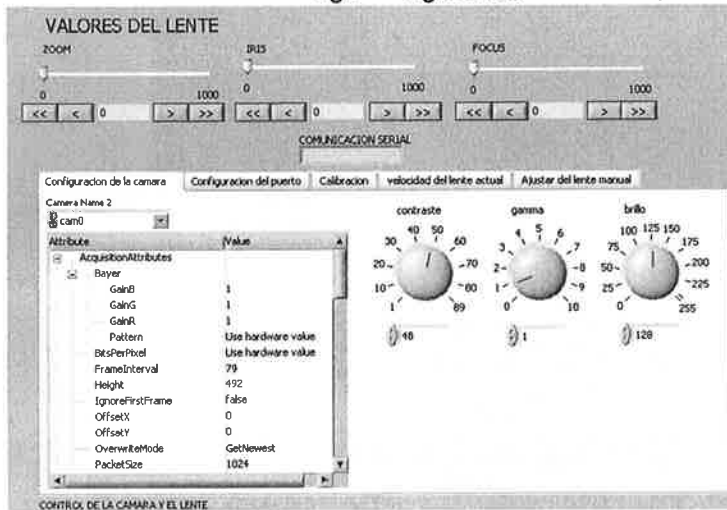 VALORES DEL LENTE
ZOOM
0 1000
<< < 0 > >>
IRIS
0 1000
<< < 0 > >>
FOCUS
0 1000
<< < 0 > >>
COMUNICACION SERIAL
Configuracion de la camara Configuracion del puerto Calibracion velocidad del lente actual Ajustar del lente manual
Camera Name 2
cam0
Attribute Value
AcquisitionAttributes
Bayer
GainB 1
GainG 1
GainR 1
Pattern Use hardware value
BitsPerPixel Use hardware value
FrameInterval 79
Height 492
IgnoreFirstFrame false
OffsetX 0
OffsetY 0
OverwriteMode GetNewest
PacketSize 1024
contraste
1 10 20 30 40 50 60 70 80 89
48
gamma
0 1 2 3 4 5 6 7 8 9 10
1
brillo
0 25 50 75 100 125 150 175 200 225 255
128
CONTROL DE LA CAMARA Y EL LENTE